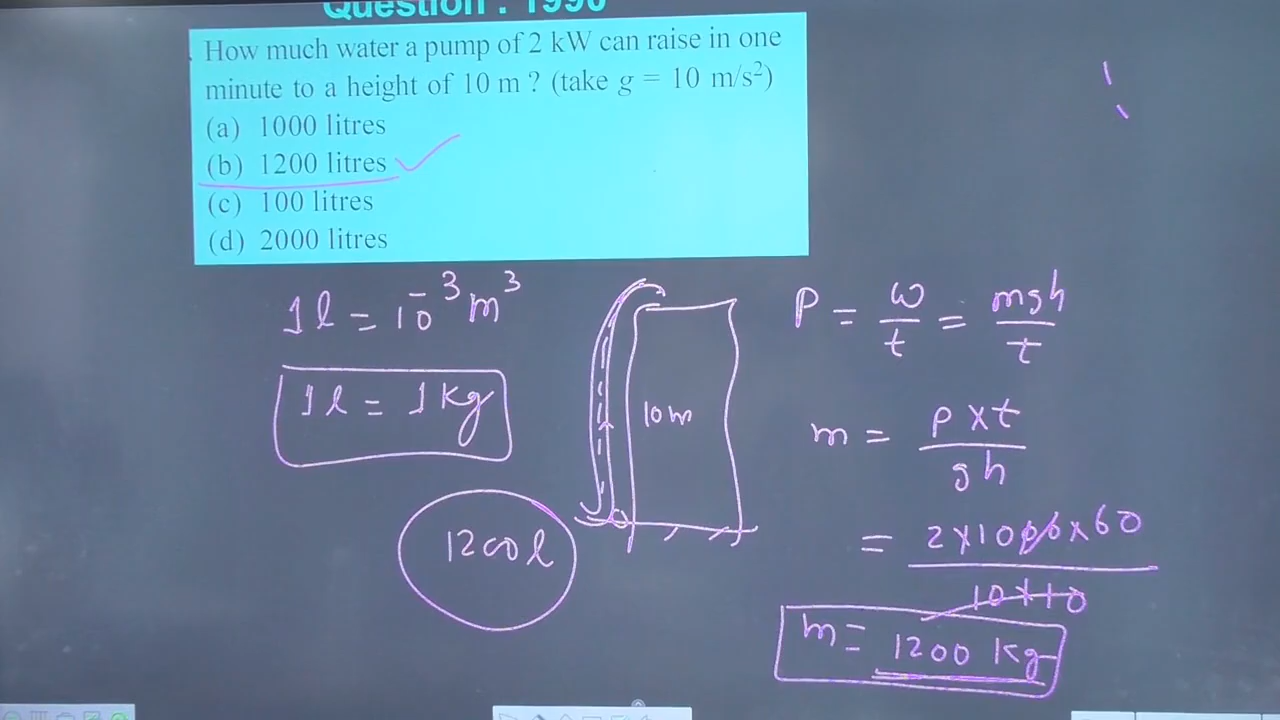 Question : 1990
How much water a pump of 2 kW can raise in one
minute to a height of 10 m ? (take g = 10 m/s²)
(a) 1000 litres
(b) 1200 litres
(c) 100 litres
(d) 2000 litres
1l = 10⁻³ m³
1l = 1kg
1200l
10m
P = w/t = mgh/t
m = P×t/gh
= 2×1000×60/10×10
m = 1200 kg